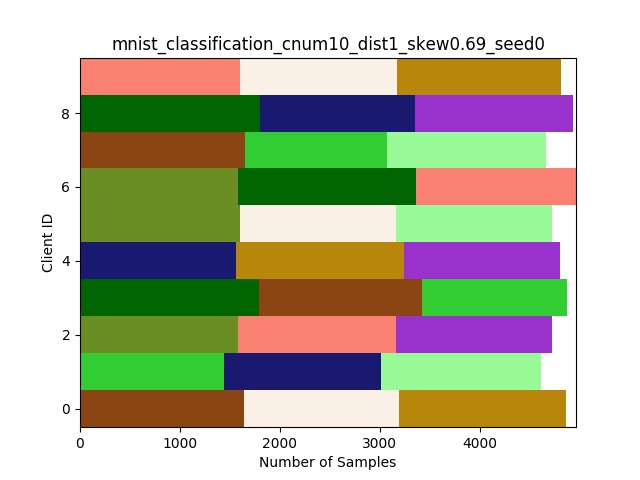 mnist_classification_cnum10_dist1_skew0.69_seed0
8
6
4
2
0
Client ID
0 1000 2000 3000 4000
Number of Samples